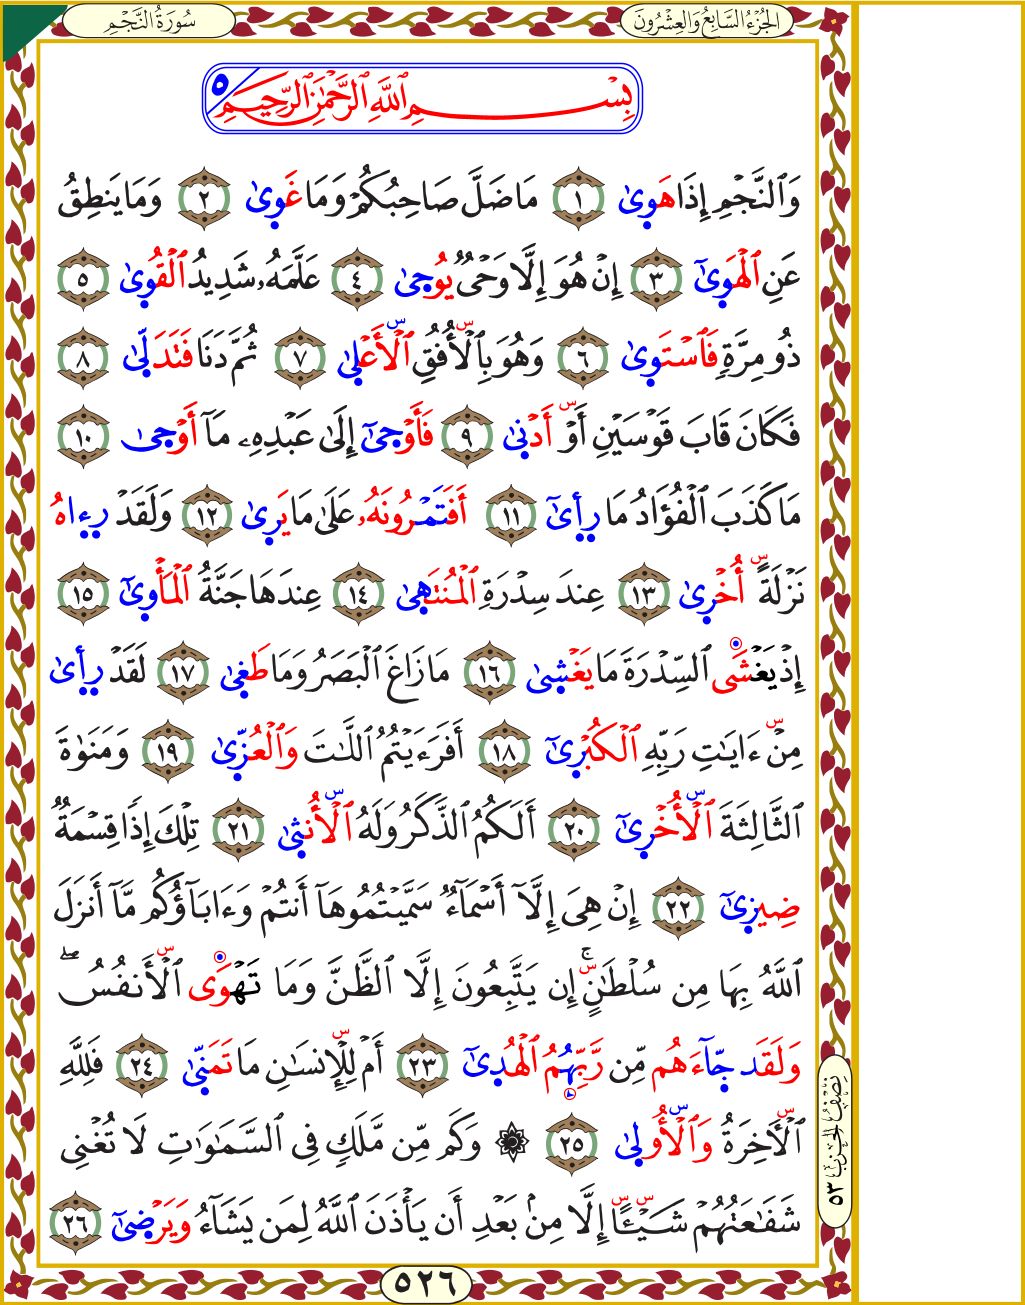 سُورَةُ النَّجْمِ
الجُزْءُ السَّابِعُ وَالعِشْرُونَ
٥ بِسْمِ ٱللَّهِ ٱلرَّحْمَٰنِ ٱلرَّحِيمِ
وَٱلنَّجْمِ إِذَا هَوِىٰ ١ مَا ضَلَّ صَاحِبُكُمْ وَمَا غَوِىٰ ٢ وَمَا يَنطِقُ
عَنِ ٱلْهَوِىٰٓ ٣ إِنْ هُوَ إِلَّا وَحْىٌ يُوحِىٰ ٤ عَلَّمَهُۥ شَدِيدُ ٱلْقُوِىٰ ٥
ذُو مِرَّةٍ فَٱسْتَوِىٰ ٦ وَهُوَ بِٱلْأُفُقِ ٱلْأَعْلِىٰ ٧ ثُمَّ دَنَا فَتَدَلِّىٰ ٨
فَكَانَ قَابَ قَوْسَيْنِ أَوْ أَدْنِىٰ ٩ فَأَوْحِىٰٓ إِلَىٰ عَبْدِهِۦ مَآ أَوْحِىٰ ١٠
مَا كَذَبَ ٱلْفُؤَادُ مَا رِأِىٰٓ ١١ أَفَتَمْرُونَهُۥ عَلَىٰ مَا يَرِىٰ ١٢ وَلَقَدْ رِءِاهُ
نَزْلَةً أُخْرِىٰ ١٣ عِندَ سِدْرَةِ ٱلْمُنتَهِىٰ ١٤ عِندَهَا جَنَّةُ ٱلْمَأْوِىٰٓ ١٥
إِذْ يَغْشَى ٱلسِّدْرَةَ مَا يَغْشِىٰ ١٦ مَا زَاغَ ٱلْبَصَرُ وَمَا طَغِىٰ ١٧ لَقَدْ رِأِىٰ
مِنْ ءَايَٰتِ رَبِّهِ ٱلْكُبْرِىٰٓ ١٨ أَفَرَءَيْتُمُ ٱللَّٰتَ وَٱلْعُزِّىٰ ١٩ وَمَنَوٰةَ
ٱلثَّالِثَةَ ٱلْأُخْرِىٰٓ ٢٠ أَلَكُمُ ٱلذَّكَرُ وَلَهُ ٱلْأُنثِىٰ ٢١ تِلْكَ إِذًا قِسْمَةٌ
ضِيزِىٰٓ ٢٢ إِنْ هِىَ إِلَّآ أَسْمَآءٌ سَمَّيْتُمُوهَآ أَنتُمْ وَءَابَآؤُكُم مَّآ أَنزَلَ
ٱللَّهُ بِهَا مِن سُلْطَٰنٍ ۚ إِن يَتَّبِعُونَ إِلَّا ٱلظَّنَّ وَمَا تَهْوَى ٱلْأَنفُسُ ۖ
وَلَقَد جِّآءَهُم مِّن رَّبِّهُمُ ٱلْهُدِىٰٓ ٢٣ أَمْ لِلْإِنسَٰنِ مَا تَمَنِّىٰ ٢٤ فَلِلَّهِ
ٱلْءَاخِرَةُ وَٱلْأُولِىٰ ٢٥ ۞ وَكَم مِّن مَّلَكٍ فِى ٱلسَّمَٰوَٰتِ لَا تُغْنِى
شَفَٰعَتُهُمْ شَيْـًٔا إِلَّا مِنۢ بَعْدِ أَن يَأْذَنَ ٱللَّهُ لِمَن يَشَآءُ وَيَرْضِىٰٓ ٢٦
نِصْفُ الحِزْبِ ٥٣
٥٢٦